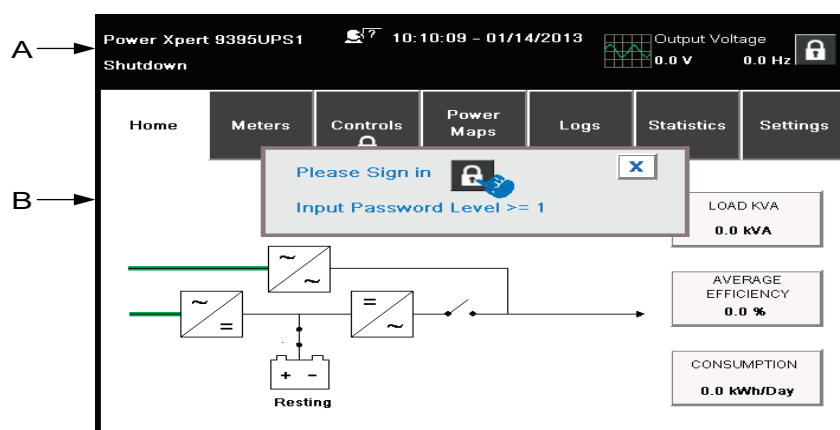 A
Power Xpert 9395UPS1
10:10:09 - 01/14/2013
Output Voltage
Shutdown
0.0 V 0.0 Hz
Home Meters Controls Power Maps Logs Statistics Settings
Please Sign in X
Input Password Level >= 1
B
LOAD KVA
0.0 kVA
AVERAGE
EFFICIENCY
0.0 %
CONSUMPTION
0.0 kWh/Day
~
~
~
=
=
~
+ -
Resting